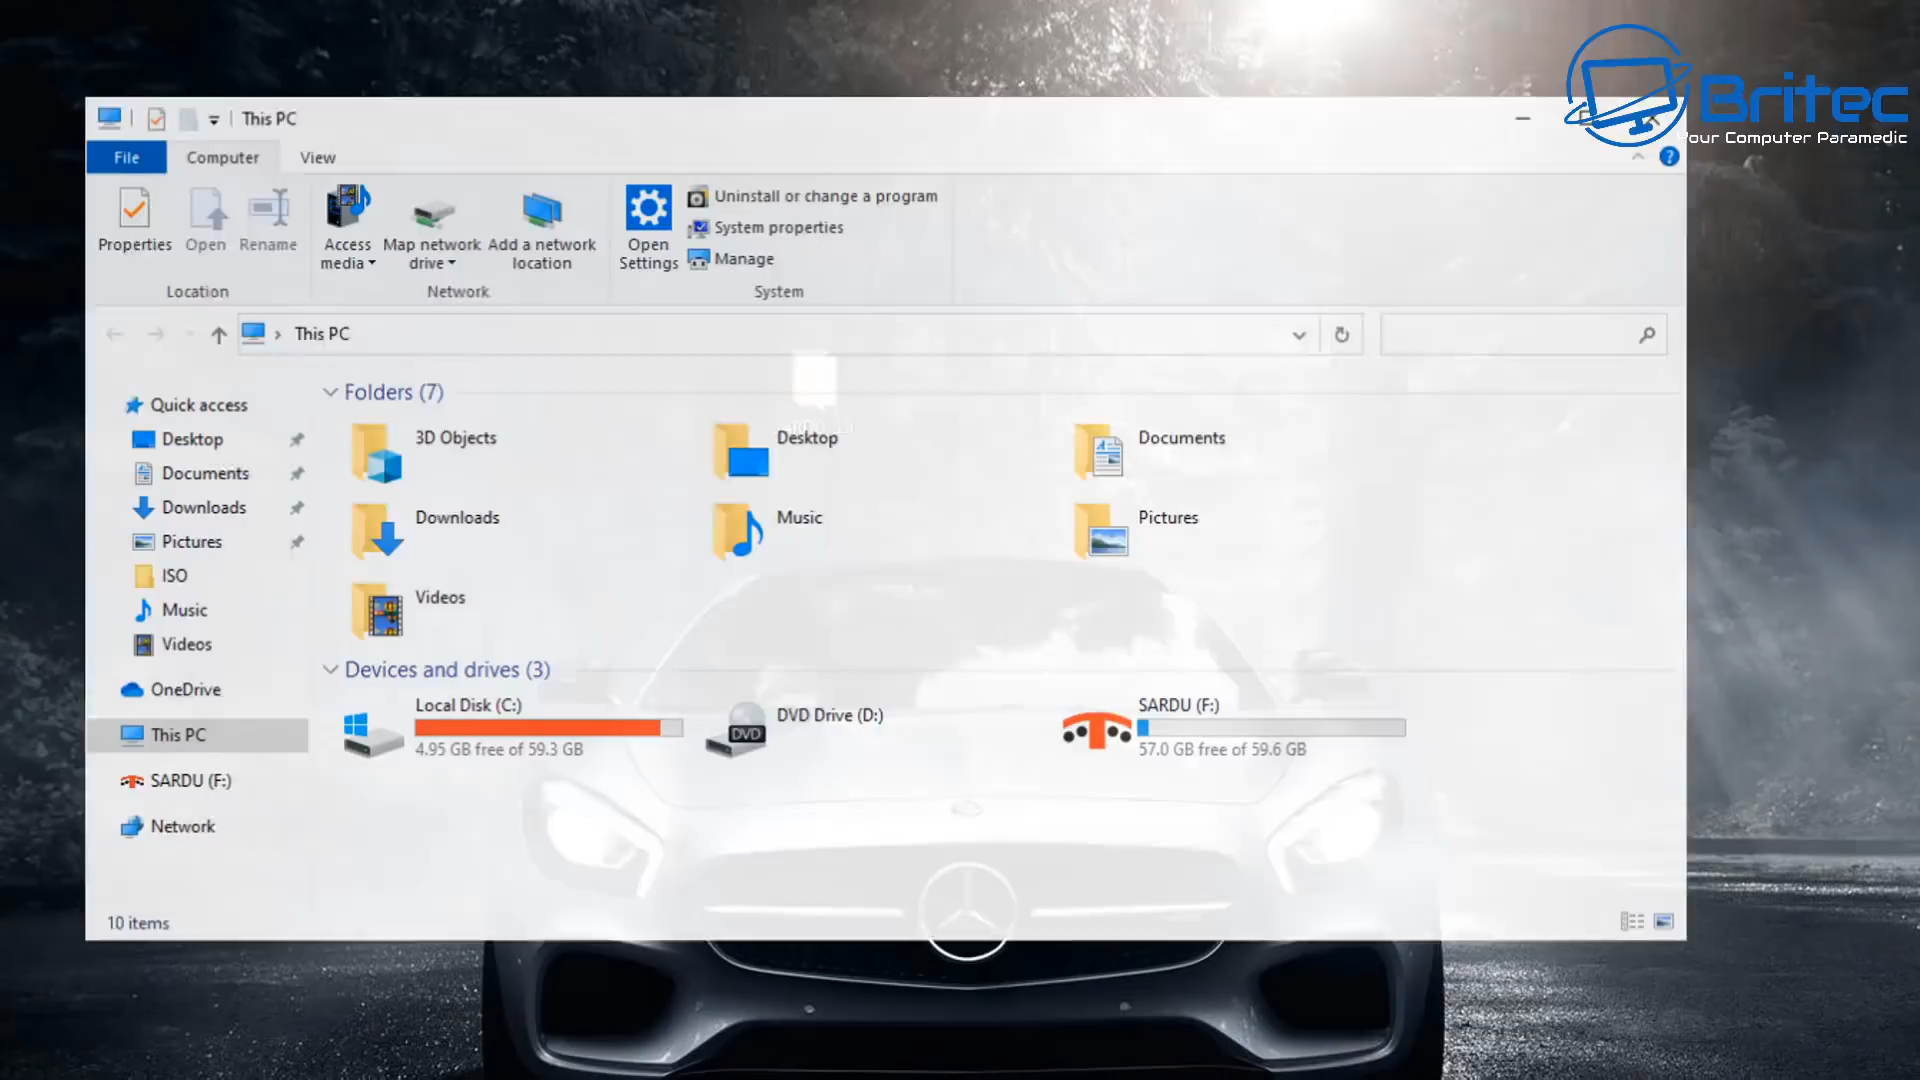 Britec
Your Computer Paramedic
This PC
File
Computer
View
Properties
Open
Rename
Access media
Map network drive
Add a network location
Open Settings
Uninstall or change a program
System properties
Manage
Location
Network
System
This PC
Quick access
Desktop
Documents
Downloads
Pictures
ISO
Music
Videos
OneDrive
This PC
SARDU (F:)
Network
Folders (7)
3D Objects
Desktop
Documents
Downloads
Music
Pictures
Videos
Devices and drives (3)
Local Disk (C:)
4.95 GB free of 59.3 GB
DVD
DVD Drive (D:)
SARDU (F:)
57.0 GB free of 59.6 GB
10 items